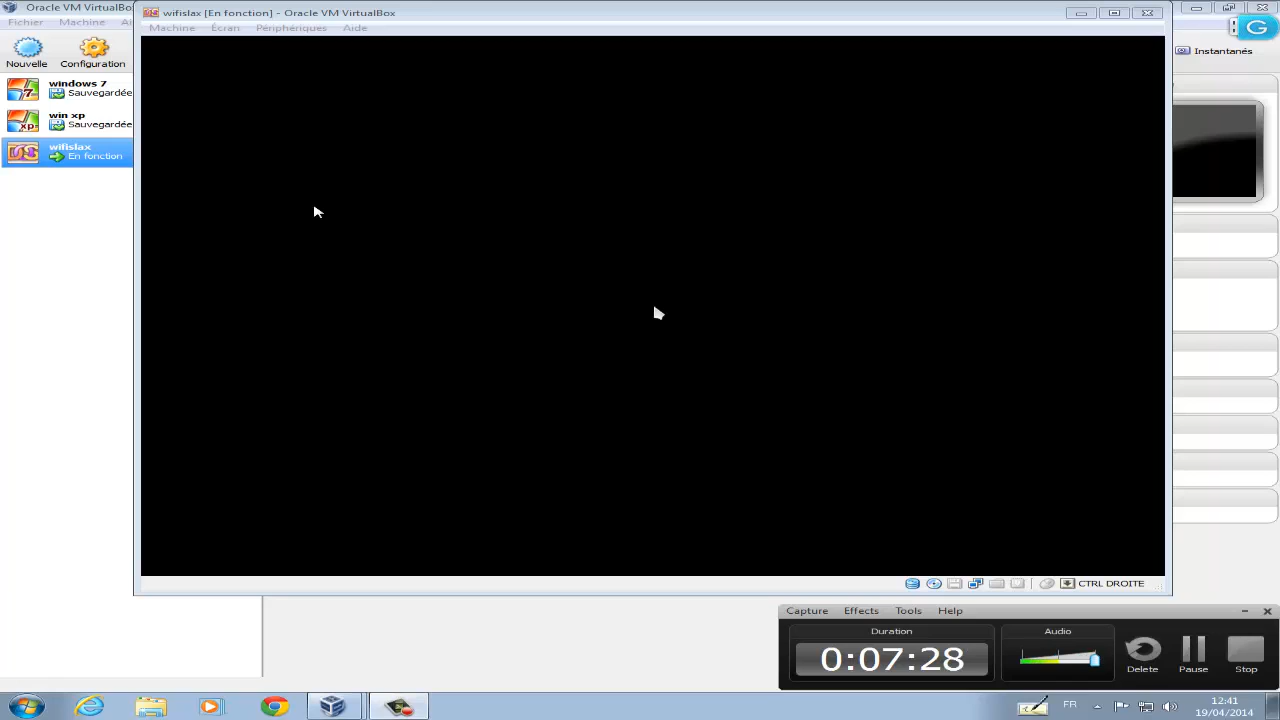 Oracle VM VirtualBo
wifislax [En fonction] - Oracle VM VirtualBox
Fichier Machine Ai
Machine Écran Périphériques Aide
Nouvelle Configuration
Instantanés
windows 7
Sauvegardée
win xp
Sauvegardée
wifislax
En fonction
CTRL DROITE
Capture Effects Tools Help
Duration
0:07:28
Audio
Delete
Pause
Stop
FR
12:41
19/04/2014